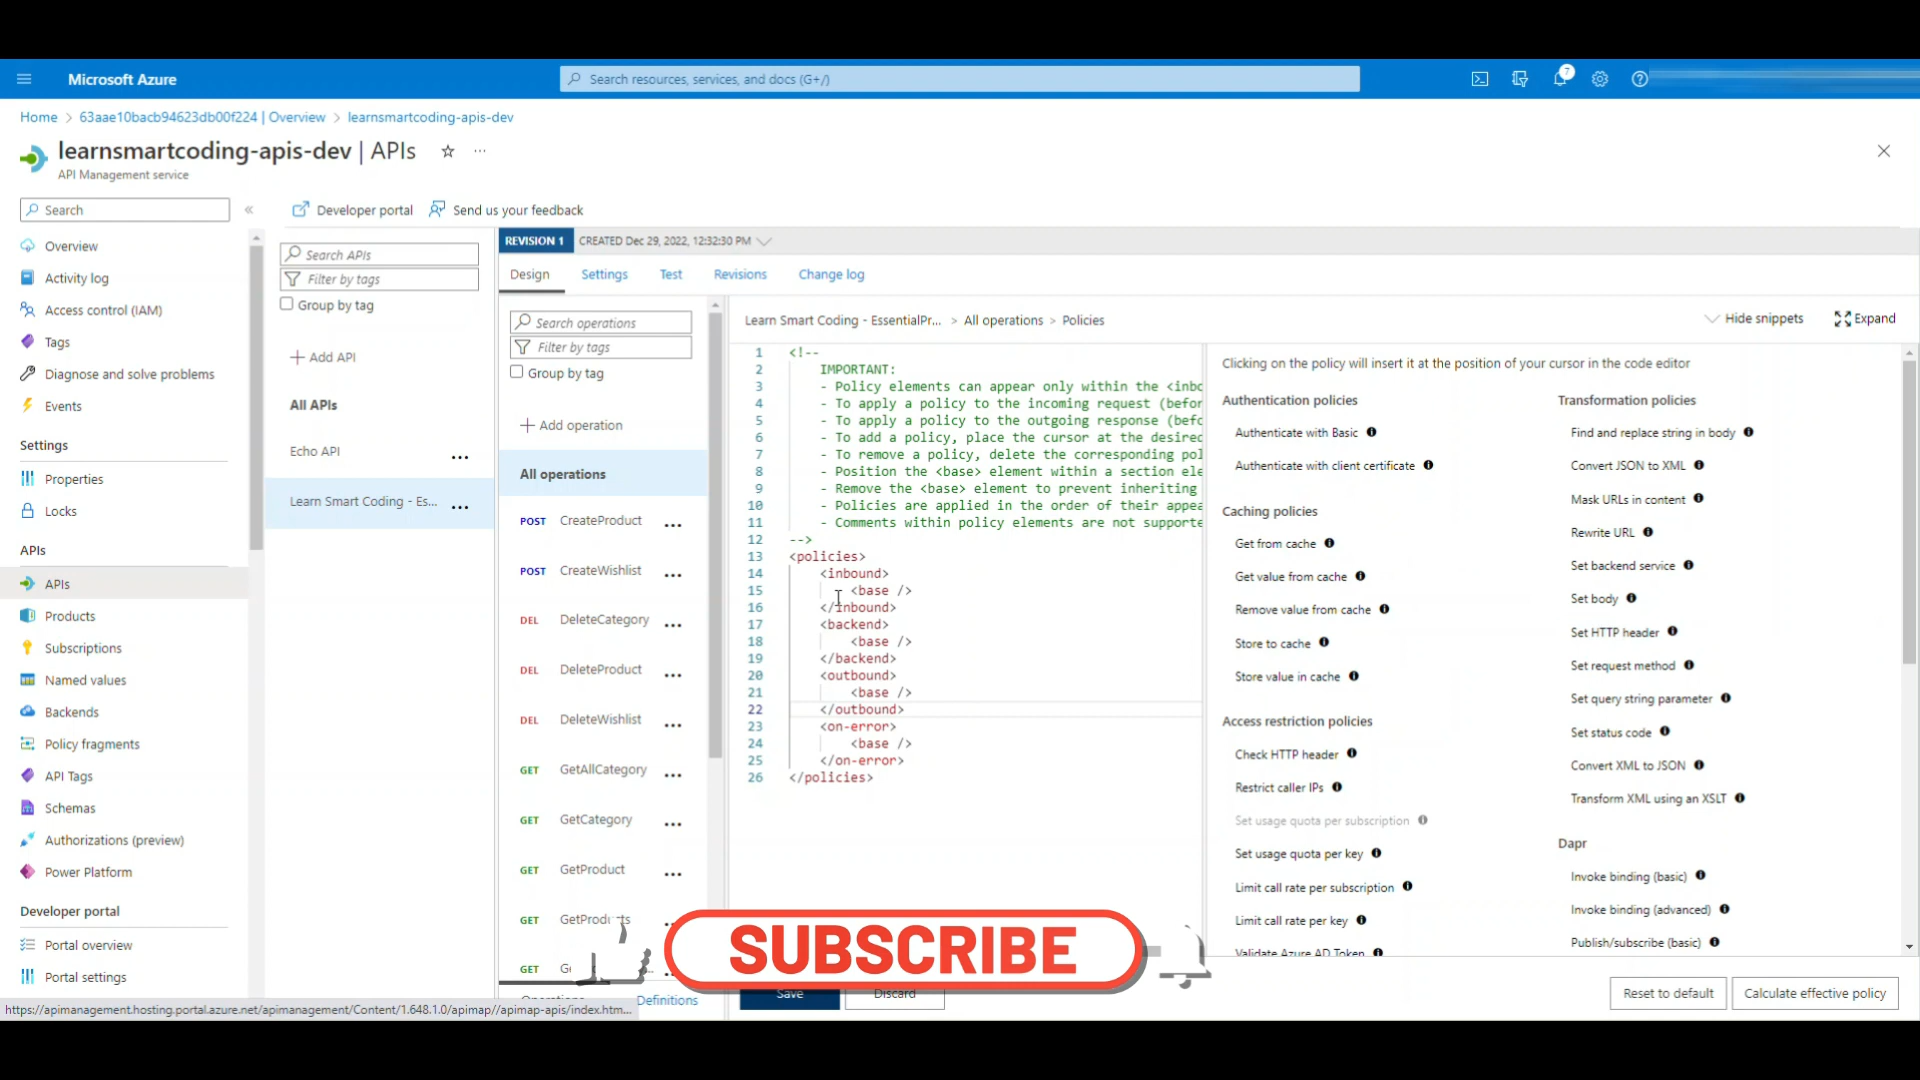 Microsoft Azure
Search resources, services, and docs (G+/)
7
Home > 63aae10bacb94623db00f224 | Overview > learnsmartcoding-apis-dev
learnsmartcoding-apis-dev | APIs
API Management service
Search
Overview
Activity log
Access control (IAM)
Tags
Diagnose and solve problems
Events
Settings
Properties
Locks
APIs
APIs
Products
Subscriptions
Named values
Backends
Policy fragments
API Tags
Schemas
Authorizations (preview)
Power Platform
Developer portal
Portal overview
Portal settings
https://apimanagement.hosting.portal.azure.net/apimanagement/Content/1.648.1.0/apimap//apimap-apis/index.htm...
Developer portal
Send us your feedback
Search APIs
Filter by tags
Group by tag
Add API
All APIs
Echo API
Learn Smart Coding - Es...
REVISION 1
CREATED Dec 29, 2022, 12:32:30 PM
Design
Settings
Test
Revisions
Change log
Search operations
Filter by tags
Group by tag
Add operation
All operations
POST CreateProduct
POST CreateWishlist
DEL DeleteCategory
DEL DeleteProduct
DEL DeleteWishlist
GET GetAllCategory
GET GetCategory
GET GetProduct
GET GetProducts
GET
Definitions
Learn Smart Coding - EssentialPr... > All operations > Policies
Hide snippets
Expand
1 <!--
2 IMPORTANT:
3 - Policy elements can appear only within the <inbo
4 - To apply a policy to the incoming request (befor
5 - To apply a policy to the outgoing response (befo
6 - To add a policy, place the cursor at the desired
7 - To remove a policy, delete the corresponding pol
8 - Position the <base> element within a section ele
9 - Remove the <base> element to prevent inheriting
10 - Policies are applied in the order of their appea
11 - Comments within policy elements are not supporte
12 -->
13 <policies>
14 <inbound>
15 <base />
16 </inbound>
17 <backend>
18 <base />
19 </backend>
20 <outbound>
21 <base />
22 </outbound>
23 <on-error>
24 <base />
25 </on-error>
26 </policies>
Clicking on the policy will insert it at the position of your cursor in the code editor
Authentication policies
Authenticate with Basic
Authenticate with client certificate
Caching policies
Get from cache
Get value from cache
Remove value from cache
Store to cache
Store value in cache
Access restriction policies
Check HTTP header
Restrict caller IPs
Set usage quota per subscription
Set usage quota per key
Limit call rate per subscription
Limit call rate per key
Validate Azure AD Token
Transformation policies
Find and replace string in body
Convert JSON to XML
Mask URLs in content
Rewrite URL
Set backend service
Set body
Set HTTP header
Set request method
Set query string parameter
Set status code
Convert XML to JSON
Transform XML using an XSLT
Dapr
Invoke binding (basic)
Invoke binding (advanced)
Publish/subscribe (basic)
SUBSCRIBE
Save
Discard
Reset to default
Calculate effective policy